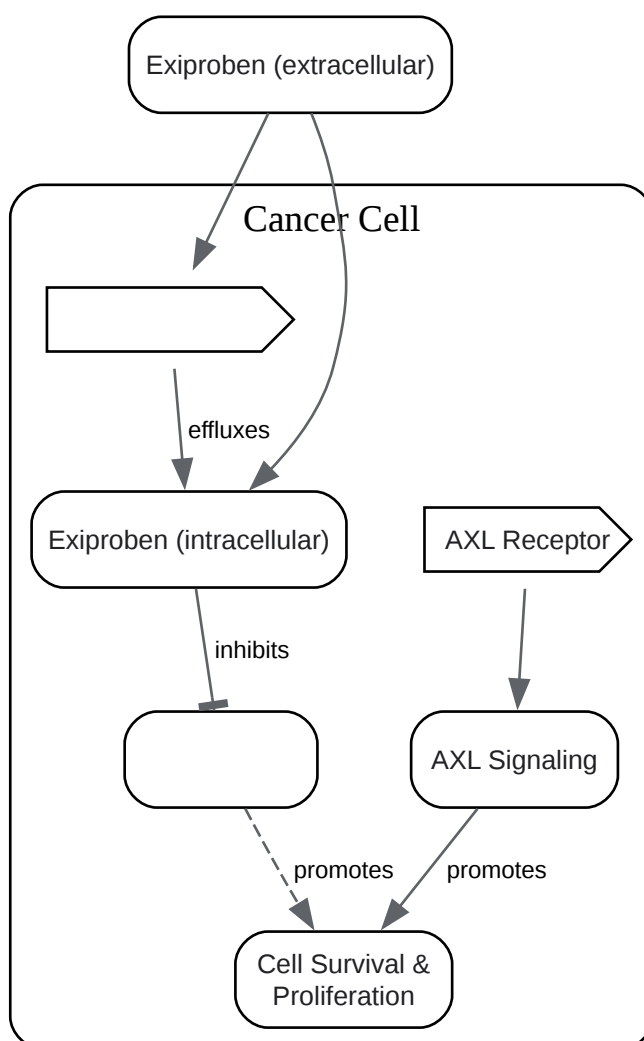 Exiproben (extracellular)
Cancer Cell
effluxes
Exiproben (intracellular)
AXL Receptor
inhibits
AXL Signaling
promotes
promotes
Cell Survival &
Proliferation